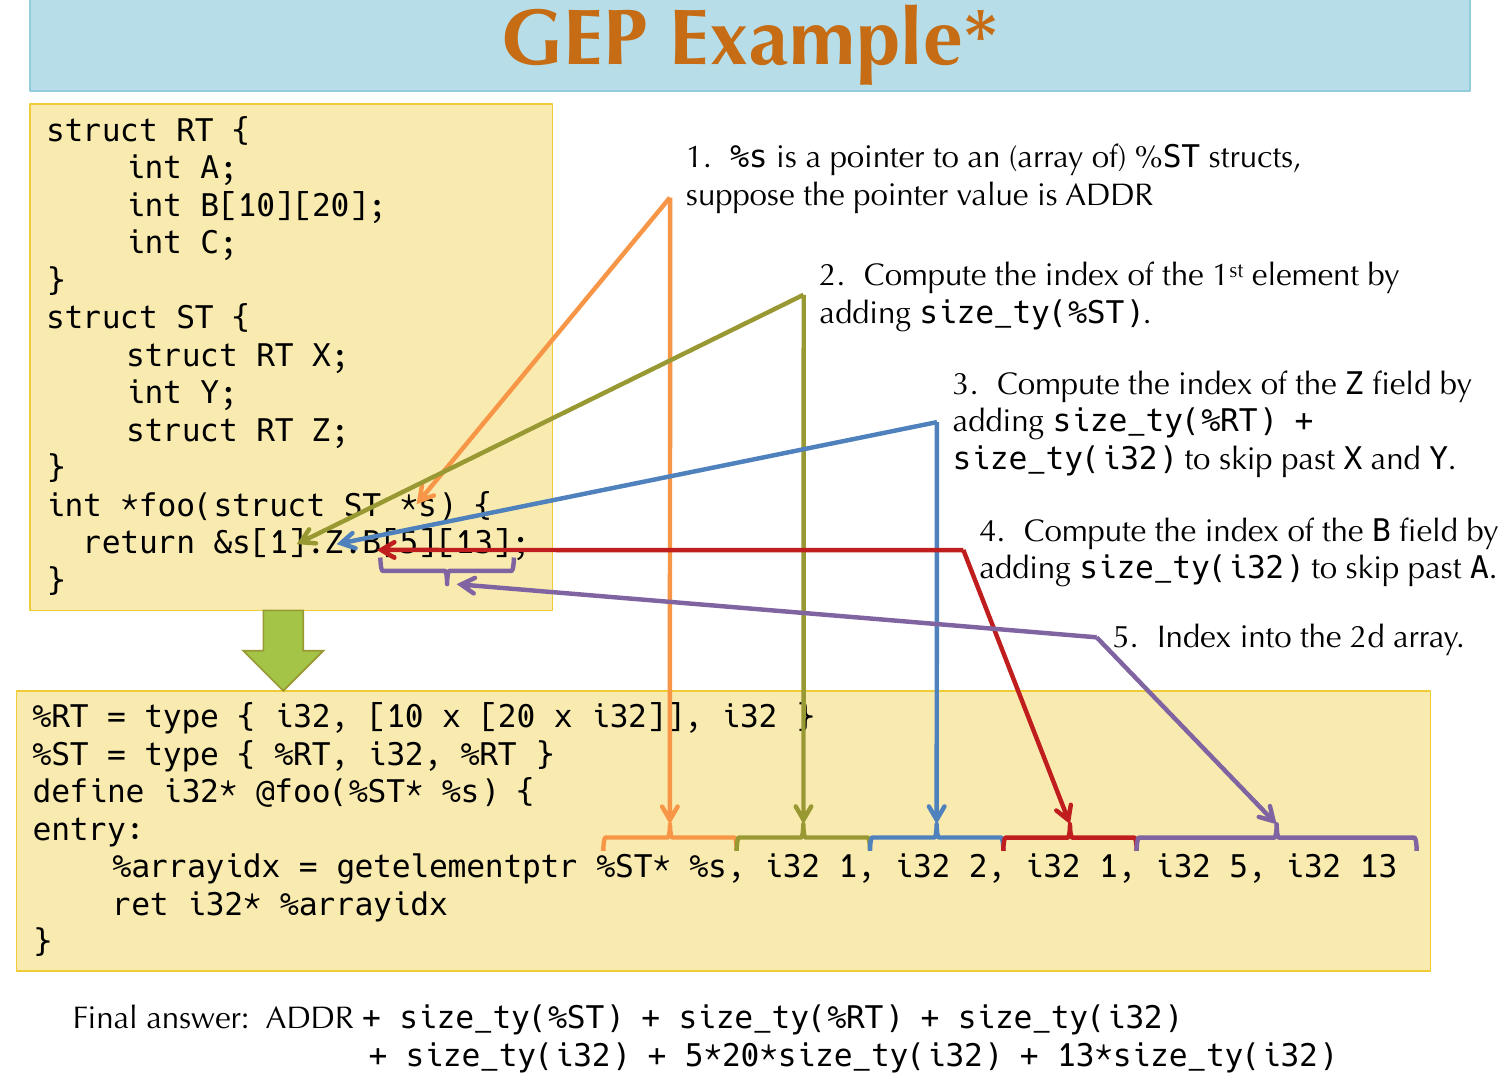 GEP Example*
struct RT {
int A;
int B[10][20];
int C;
}
struct ST {
struct RT X;
int Y;
struct RT Z;
}
int *foo(struct ST *s) {
return &s[1].Z.B[5][13];
}
1. %s is a pointer to an (array of) %ST structs,
suppose the pointer value is ADDR
2. Compute the index of the 1st element by
adding size_ty(%ST).
3. Compute the index of the Z field by
adding size_ty(%RT) +
size_ty(i32) to skip past X and Y.
4. Compute the index of the B field by
adding size_ty(i32) to skip past A.
5. Index into the 2d array.
%RT = type { i32, [10 x [20 x i32]], i32 }
%ST = type { %RT, i32, %RT }
define i32* @foo(%ST* %s) {
entry:
%arrayidx = getelementptr %ST* %s, i32 1, i32 2, i32 1, i32 5, i32 13
ret i32* %arrayidx
}
Final answer: ADDR + size_ty(%ST) + size_ty(%RT) + size_ty(i32)
+ size_ty(i32) + 5*20*size_ty(i32) + 13*size_ty(i32)